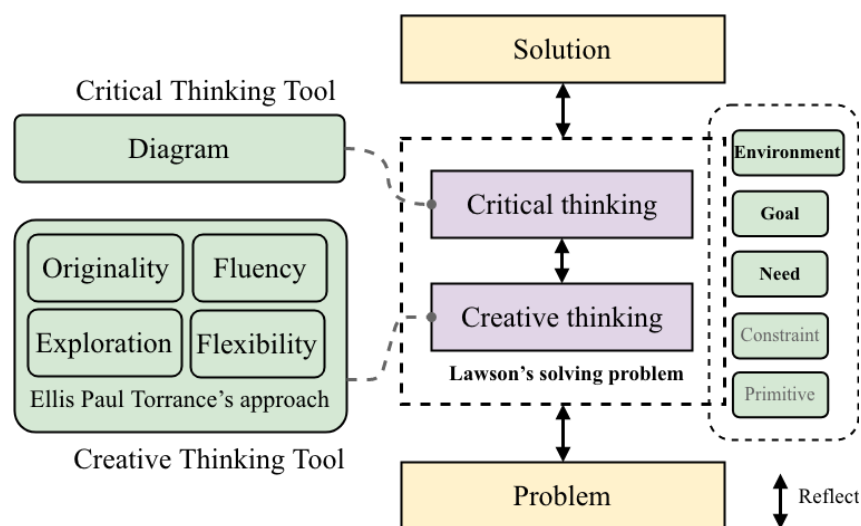 Solution
Critical Thinking Tool
Diagram
Environment
Critical thinking
Goal
Originality
Fluency
Need
Creative thinking
Exploration
Flexibility
Constraint
Lawson's solving problem
Ellis Paul Torrance's approach
Primitive
Creative Thinking Tool
Problem
Reflect